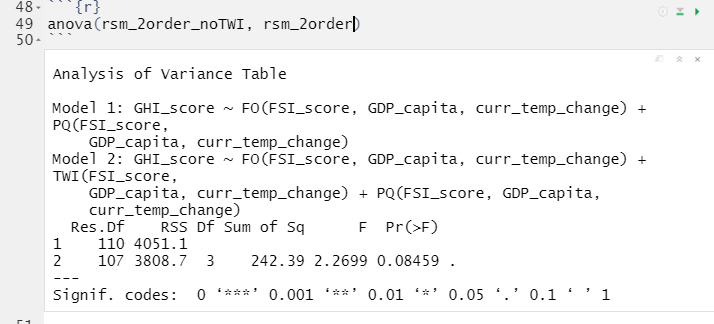 48 ```{r}
49 anova(rsm_2order_noTWI, rsm_2order)
50 ```
Analysis of Variance Table
Model 1: GHI_score ~ FO(FSI_score, GDP_capita, curr_temp_change) +
PQ(FSI_score,
    GDP_capita, curr_temp_change)
Model 2: GHI_score ~ FO(FSI_score, GDP_capita, curr_temp_change) +
TWI(FSI_score,
    GDP_capita, curr_temp_change) + PQ(FSI_score, GDP_capita,
    curr_temp_change)
  Res.Df    RSS Df Sum of Sq      F  Pr(>F)
1    110 4051.1
2    107 3808.7  3    242.39 2.2699 0.08459 .
---
Signif. codes:  0 ‘***’ 0.001 ‘**’ 0.01 ‘*’ 0.05 ‘.’ 0.1 ‘ ’ 1
51